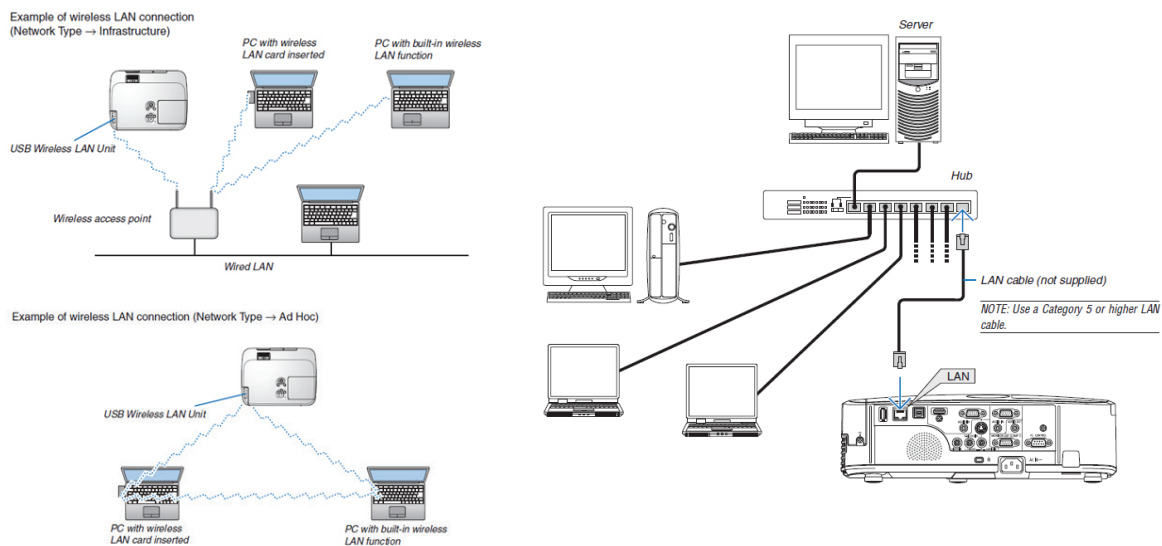 Example of wireless LAN connection
(Network Type → Infrastructure)
PC with wireless
LAN card inserted
PC with built-in wireless
LAN function
USB Wireless LAN Unit
Wireless access point
Wired LAN
Example of wireless LAN connection (Network Type → Ad Hoc)
USB Wireless LAN Unit
PC with wireless
LAN card inserted
PC with built-in wireless
LAN function
Server
Hub
LAN cable (not supplied)
NOTE: Use a Category 5 or higher LAN
cable.
LAN